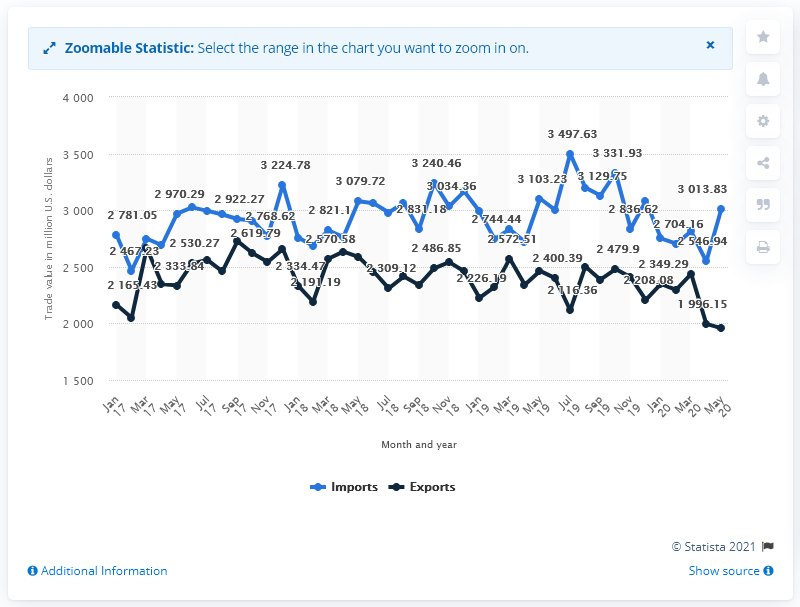 Zoomable Statistic: Select the range in the chart you want to zoom in on.
Trade value in million U.S. dollars
4 000
3 500
3 000
2 500
2 000
1 500
3 497.63
3 331.93
3 224.78
3 240.46
3 129.75
3 103.23
3 079.72
3 034.36
3 013.83
2 970.29
2 922.27
2 781.05
2 768.62
2 821.1
2 831.18
2 836.62
2 744.44
2 704.16
2 546.94
2 467.23
2 530.27
2 619.79
2 570.58
2 486.85
2 572.51
2 479.9
2 400.39
2 349.29
2 333.84
2 334.47
2 309.12
2 226.19
2 208.08
2 191.19
2 165.43
2 116.36
1 996.15
Jan 17
Mar 17
May 17
Jul 17
Sep 17
Nov 17
Jan 18
Mar 18
May 18
Jul 18
Sep 18
Nov 18
Jan 19
Mar 19
May 19
Jul 19
Sep 19
Nov 19
Jan 20
Mar 20
May 20
Month and year
Imports Exports
© Statista 2021
Additional Information
Show source